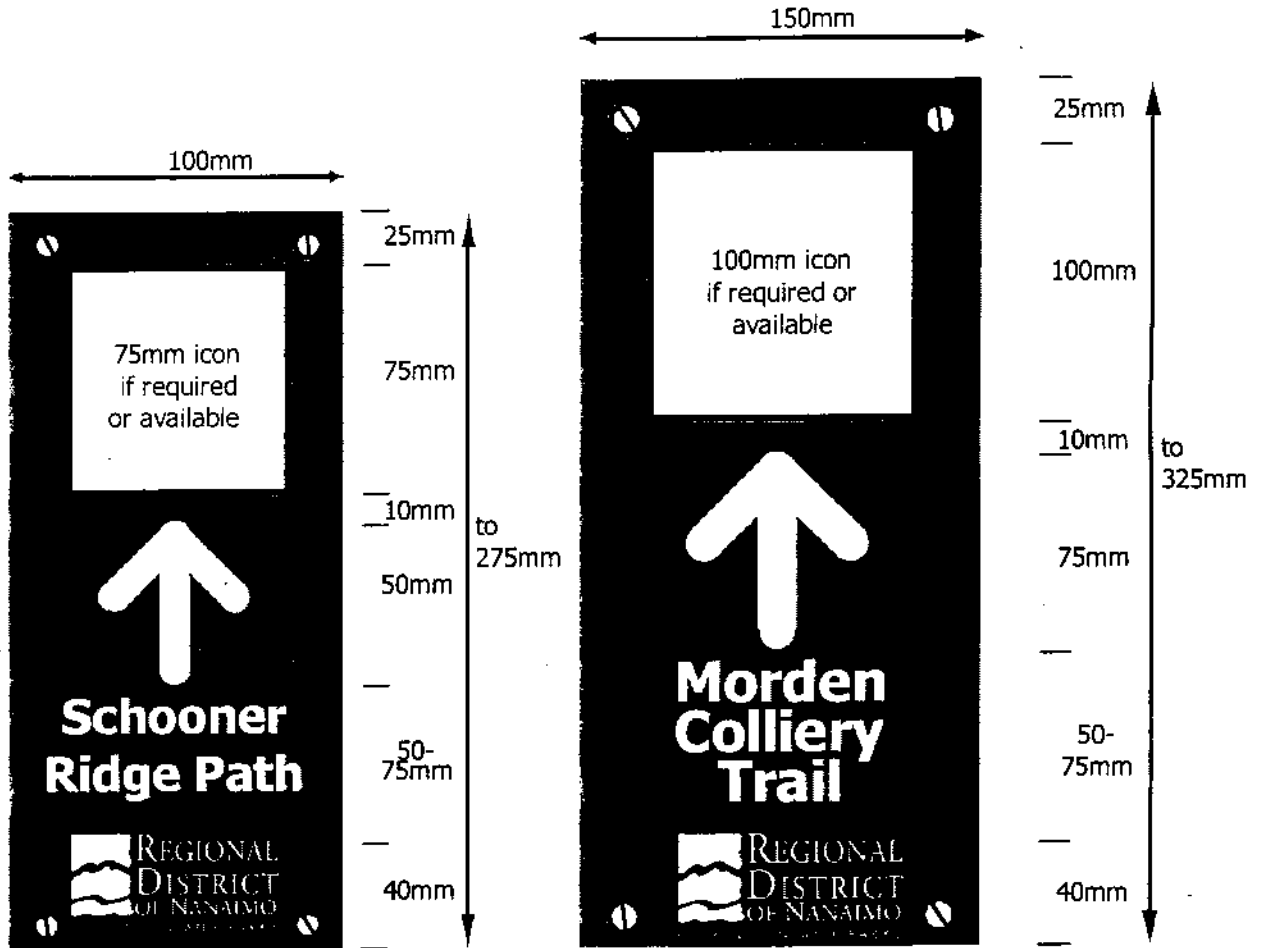 100mm
75mm icon
if required
or available
Schooner
Ridge Path
REGIONAL
DISTRICT
OF NANAIMO
25mm
75mm
10mm
50mm
50-
75mm
40mm
to
275mm
150mm
100mm icon
if required or
available
Morden
Colliery
Trail
REGIONAL
DISTRICT
OF NANAIMO
25mm
100mm
10mm
75mm
50-
75mm
40mm
to
325mm